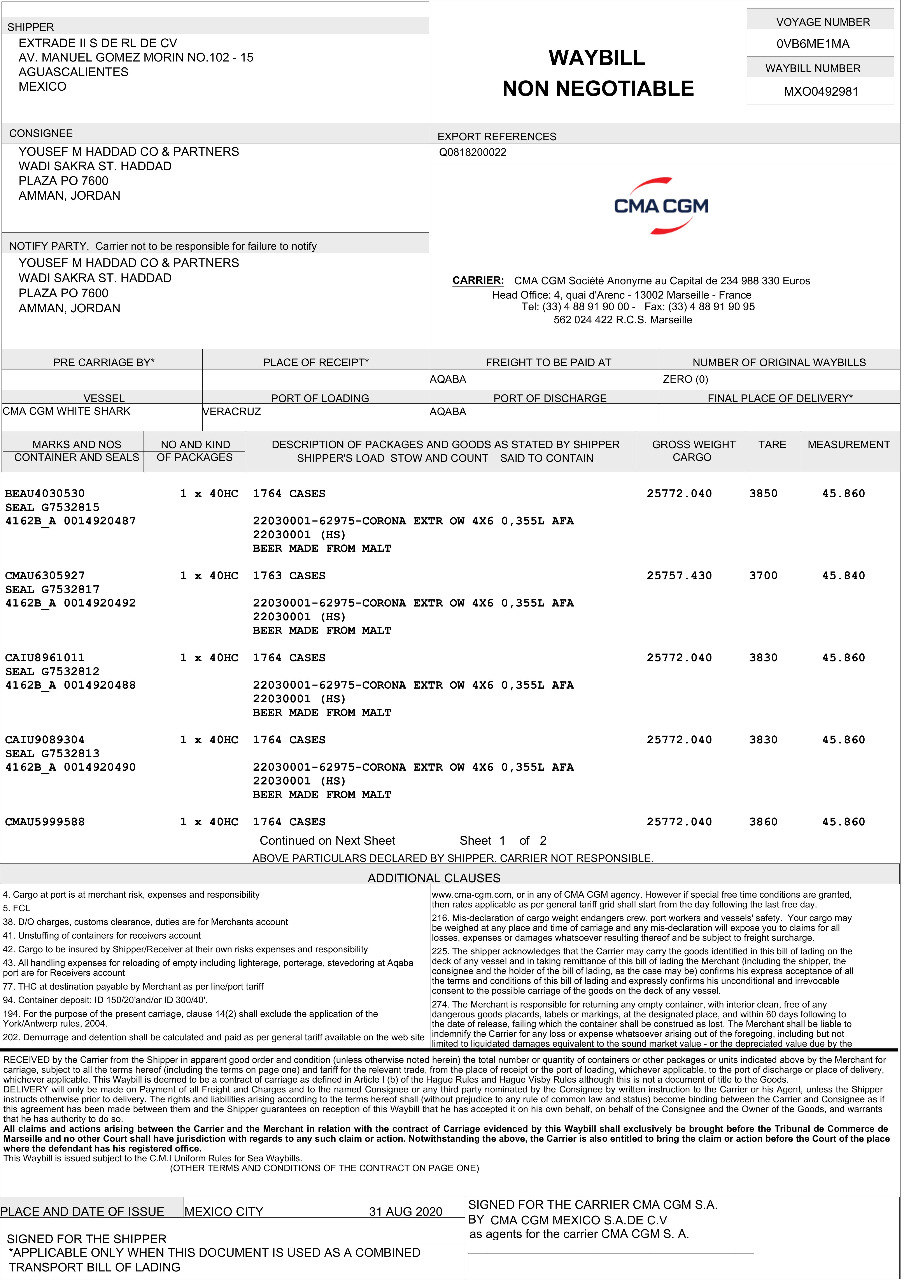 SHIPPER
EXTRADE II S DE RL DE CV
AV. MANUEL GOMEZ MORIN NO.102 - 15
AGUASCALIENTES
MEXICO
WAYBILL
NON NEGOTIABLE
VOYAGE NUMBER
0VB6ME1MA
WAYBILL NUMBER
MXO0492981
CONSIGNEE
YOUSEF M HADDAD CO & PARTNERS
WADI SAKRA ST. HADDAD
PLAZA PO 7600
AMMAN, JORDAN
EXPORT REFERENCES
Q0818200022
CMA CGM
NOTIFY PARTY. Carrier not to be responsible for failure to notify
YOUSEF M HADDAD CO & PARTNERS
WADI SAKRA ST. HADDAD
PLAZA PO 7600
AMMAN, JORDAN
CARRIER: CMA CGM Société Anonyme au Capital de 234 988 330 Euros
Head Office: 4, quai d'Arenc - 13002 Marseille - France
Tel: (33) 4 88 91 90 00 - Fax: (33) 4 88 91 90 95
562 024 422 R.C.S. Marseille
PRE CARRIAGE BY* PLACE OF RECEIPT* FREIGHT TO BE PAID AT NUMBER OF ORIGINAL WAYBILLS
AQABA ZERO (0)
VESSEL PORT OF LOADING PORT OF DISCHARGE FINAL PLACE OF DELIVERY*
CMA CGM WHITE SHARK VERACRUZ AQABA
MARKS AND NOS NO AND KIND DESCRIPTION OF PACKAGES AND GOODS AS STATED BY SHIPPER GROSS WEIGHT TARE MEASUREMENT
CONTAINER AND SEALS OF PACKAGES SHIPPER'S LOAD STOW AND COUNT SAID TO CONTAIN CARGO
BEAU4030530 1 x 40HC 1764 CASES 25772.040 3850 45.860
SEAL G7532815
4162B_A 0014920487 22030001-62975-CORONA EXTR OW 4X6 0,355L AFA
22030001 (HS)
BEER MADE FROM MALT
CMAU6305927 1 x 40HC 1763 CASES 25757.430 3700 45.840
SEAL G7532817
4162B_A 0014920492 22030001-62975-CORONA EXTR OW 4X6 0,355L AFA
22030001 (HS)
BEER MADE FROM MALT
CAIU8961011 1 x 40HC 1764 CASES 25772.040 3830 45.860
SEAL G7532812
4162B_A 0014920488 22030001-62975-CORONA EXTR OW 4X6 0,355L AFA
22030001 (HS)
BEER MADE FROM MALT
CAIU9089304 1 x 40HC 1764 CASES 25772.040 3830 45.860
SEAL G7532813
4162B_A 0014920490 22030001-62975-CORONA EXTR OW 4X6 0,355L AFA
22030001 (HS)
BEER MADE FROM MALT
CMAU5999588 1 x 40HC 1764 CASES 25772.040 3860 45.860
Continued on Next Sheet Sheet 1 of 2
ABOVE PARTICULARS DECLARED BY SHIPPER. CARRIER NOT RESPONSIBLE.
ADDITIONAL CLAUSES
4. Cargo at port is at merchant risk, expenses and responsibility
5. FCL
38. D/O charges, customs clearance, duties are for Merchants account
41. Unstuffing of containers for receivers account
42. Cargo to be insured by Shipper/Receiver at their own risks expenses and responsibility
43. All handling expenses for reloading of empty including lighterage, porterage, stevedoring at Aqaba
port are for Receivers account
77. THC at destination payable by Merchant as per line/port tariff
94. Container deposit: ID 150/20'and/or ID 300/40'.
194. For the purpose of the present carriage, clause 14(2) shall exclude the application of the
York/Antwerp rules, 2004.
202. Demurrage and detention shall be calculated and paid as per general tariff available on the web site
www.cma-cgm.com, or in any of CMA CGM agency. However if special free time conditions are granted,
then rates applicable as per general tariff grid shall start from the day following the last free day.
216. Mis-declaration of cargo weight endangers crew, port workers and vessels' safety. Your cargo may
be weighed at any place and time of carriage and any mis-declaration will expose you to claims for all
losses, expenses or damages whatsoever resulting thereof and be subject to freight surcharge.
225. The shipper acknowledges that the Carrier may carry the goods identified in this bill of lading on the
deck of any vessel and in taking remittance of this bill of lading the Merchant (including the shipper, the
consignee and the holder of the bill of lading, as the case may be) confirms his express acceptance of all
the terms and conditions of this bill of lading and expressly confirms his unconditional and irrevocable
consent to the possible carriage of the goods on the deck of any vessel.
274. The Merchant is responsible for returning any empty container, with interior clean, free of any
dangerous goods placards, labels or markings, at the designated place, and within 60 days following to
the date of release, failing which the container shall be construed as lost. The Merchant shall be liable to
indemnify the Carrier for any loss or expense whatsoever arising out of the foregoing, including but not
limited to liquidated damages equivalent to the sound market value - or the depreciated value due by the
RECEIVED by the Carrier from the Shipper in apparent good order and condition (unless otherwise noted herein) the total number or quantity of containers or other packages or units indicated above by the Merchant for
carriage, subject to all the terms hereof (including the terms on page one) and tariff for the relevant trade, from the place of receipt or the port of loading, whichever applicable, to the port of discharge or place of delivery,
whichever applicable. This Waybill is deemed to be a contract of carriage as defined in Article I (b) of the Hague Rules and Hague Visby Rules although this is not a document of title to the Goods.
DELIVERY will only be made on Payment of all Freight and Charges and to the named Consignee or any third party nominated by the Consignee by written instruction to the Carrier or his Agent, unless the Shipper
instructs otherwise prior to delivery. The rights and liabilities arising according to the terms hereof shall (without prejudice to any rule of common law and status) become binding between the Carrier and Consignee as if
this agreement has been made between them and the Shipper guarantees on reception of this Waybill that he has accepted it on his own behalf, on behalf of the Consignee and the Owner of the Goods, and warrants
that he has authority to do so.
All claims and actions arising between the Carrier and the Merchant in relation with the contract of Carriage evidenced by this Waybill shall exclusively be brought before the Tribunal de Commerce de
Marseille and no other Court shall have jurisdiction with regards to any such claim or action. Notwithstanding the above, the Carrier is also entitled to bring the claim or action before the Court of the place
where the defendant has his registered office.
This Waybill is issued subject to the C.M.I Uniform Rules for Sea Waybills.
(OTHER TERMS AND CONDITIONS OF THE CONTRACT ON PAGE ONE)
PLACE AND DATE OF ISSUE MEXICO CITY 31 AUG 2020
SIGNED FOR THE CARRIER CMA CGM S.A.
BY CMA CGM MEXICO S.A.DE C.V
as agents for the carrier CMA CGM S. A.
SIGNED FOR THE SHIPPER
*APPLICABLE ONLY WHEN THIS DOCUMENT IS USED AS A COMBINED
TRANSPORT BILL OF LADING